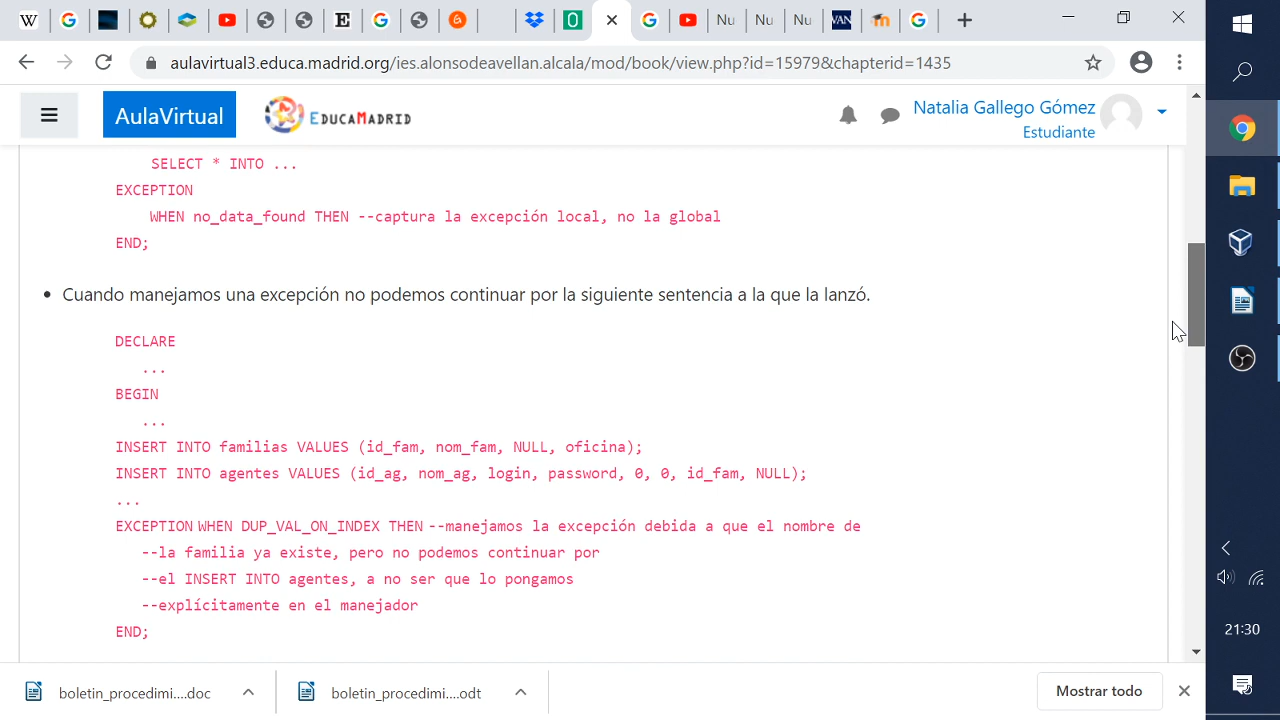 W
E
O
Nu
Nu
Nu
VAN
aulavirtual3.educa.madrid.org/ies.alonsodeavellan.alcala/mod/book/view.php?id=15979&chapterid=1435
AulaVirtual
EDUCAMADRID
Natalia Gallego Gómez
Estudiante
SELECT * INTO ...
EXCEPTION
WHEN no_data_found THEN --captura la excepción local, no la global
END;
• Cuando manejamos una excepción no podemos continuar por la siguiente sentencia a la que la lanzó.
DECLARE
...
BEGIN
...
INSERT INTO familias VALUES (id_fam, nom_fam, NULL, oficina);
INSERT INTO agentes VALUES (id_ag, nom_ag, login, password, 0, 0, id_fam, NULL);
...
EXCEPTION WHEN DUP_VAL_ON_INDEX THEN --manejamos la excepción debida a que el nombre de
--la familia ya existe, pero no podemos continuar por
--el INSERT INTO agentes, a no ser que lo pongamos
--explícitamente en el manejador
END;
21:30
boletin_procedimi....doc
boletin_procedimi....odt
Mostrar todo